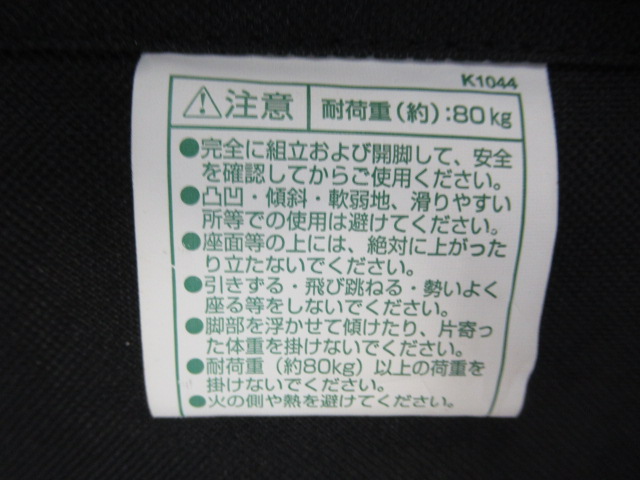 K1044
注意 耐荷重(約):80kg
●完全に組立および開脚して、安全
を確認してからご使用ください。
●凸凹・傾斜・軟弱地、滑りやすい
所等での使用は避けてください。
●座面等の上には、絶対に上がった
り立たないでください。
●引きずる・飛び跳ねる・勢いよく
座る等をしないでください。
●脚部を浮かせて傾けたり、片寄っ
た体重を掛けないでください。
●耐荷重(約80kg)以上の荷重を
掛けないでください。
●火の側や熱を避けてください。